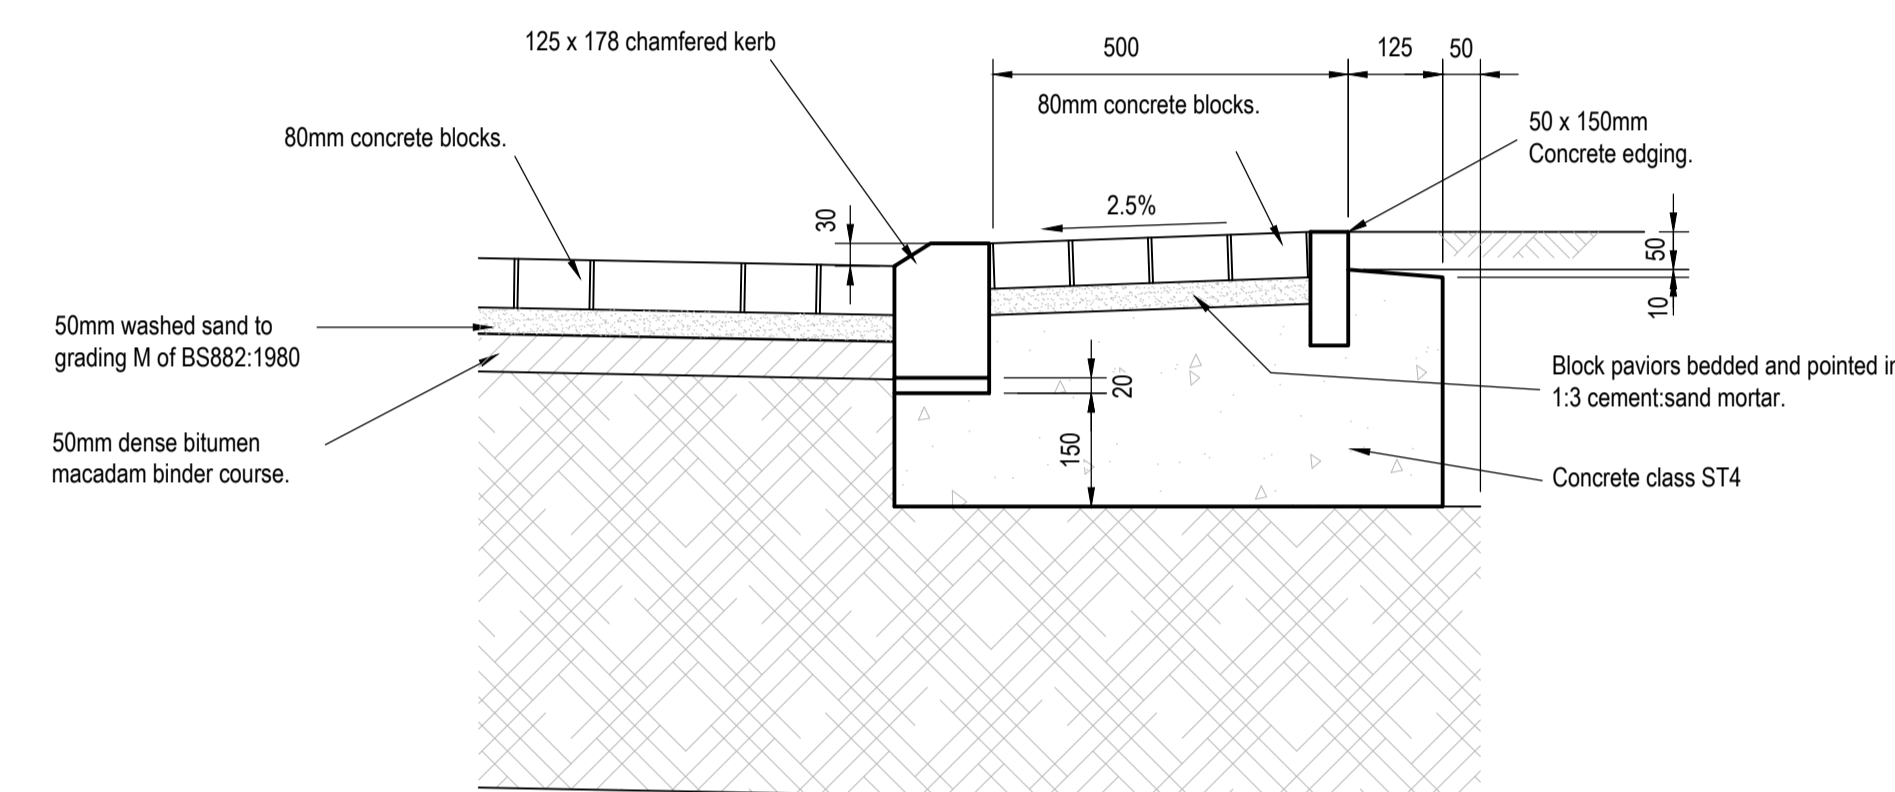 125 x 178 chamfered kerb
500
125
50
80mm concrete blocks.
80mm concrete blocks.
50 x 150mm
Concrete edging.
2.5%
30
50
10
50mm washed sand to
grading M of BS882:1980
20
Block paviors bedded and pointed in
1:3 cement:sand mortar.
150
50mm dense bitumen
macadam binder course.
Concrete class ST4